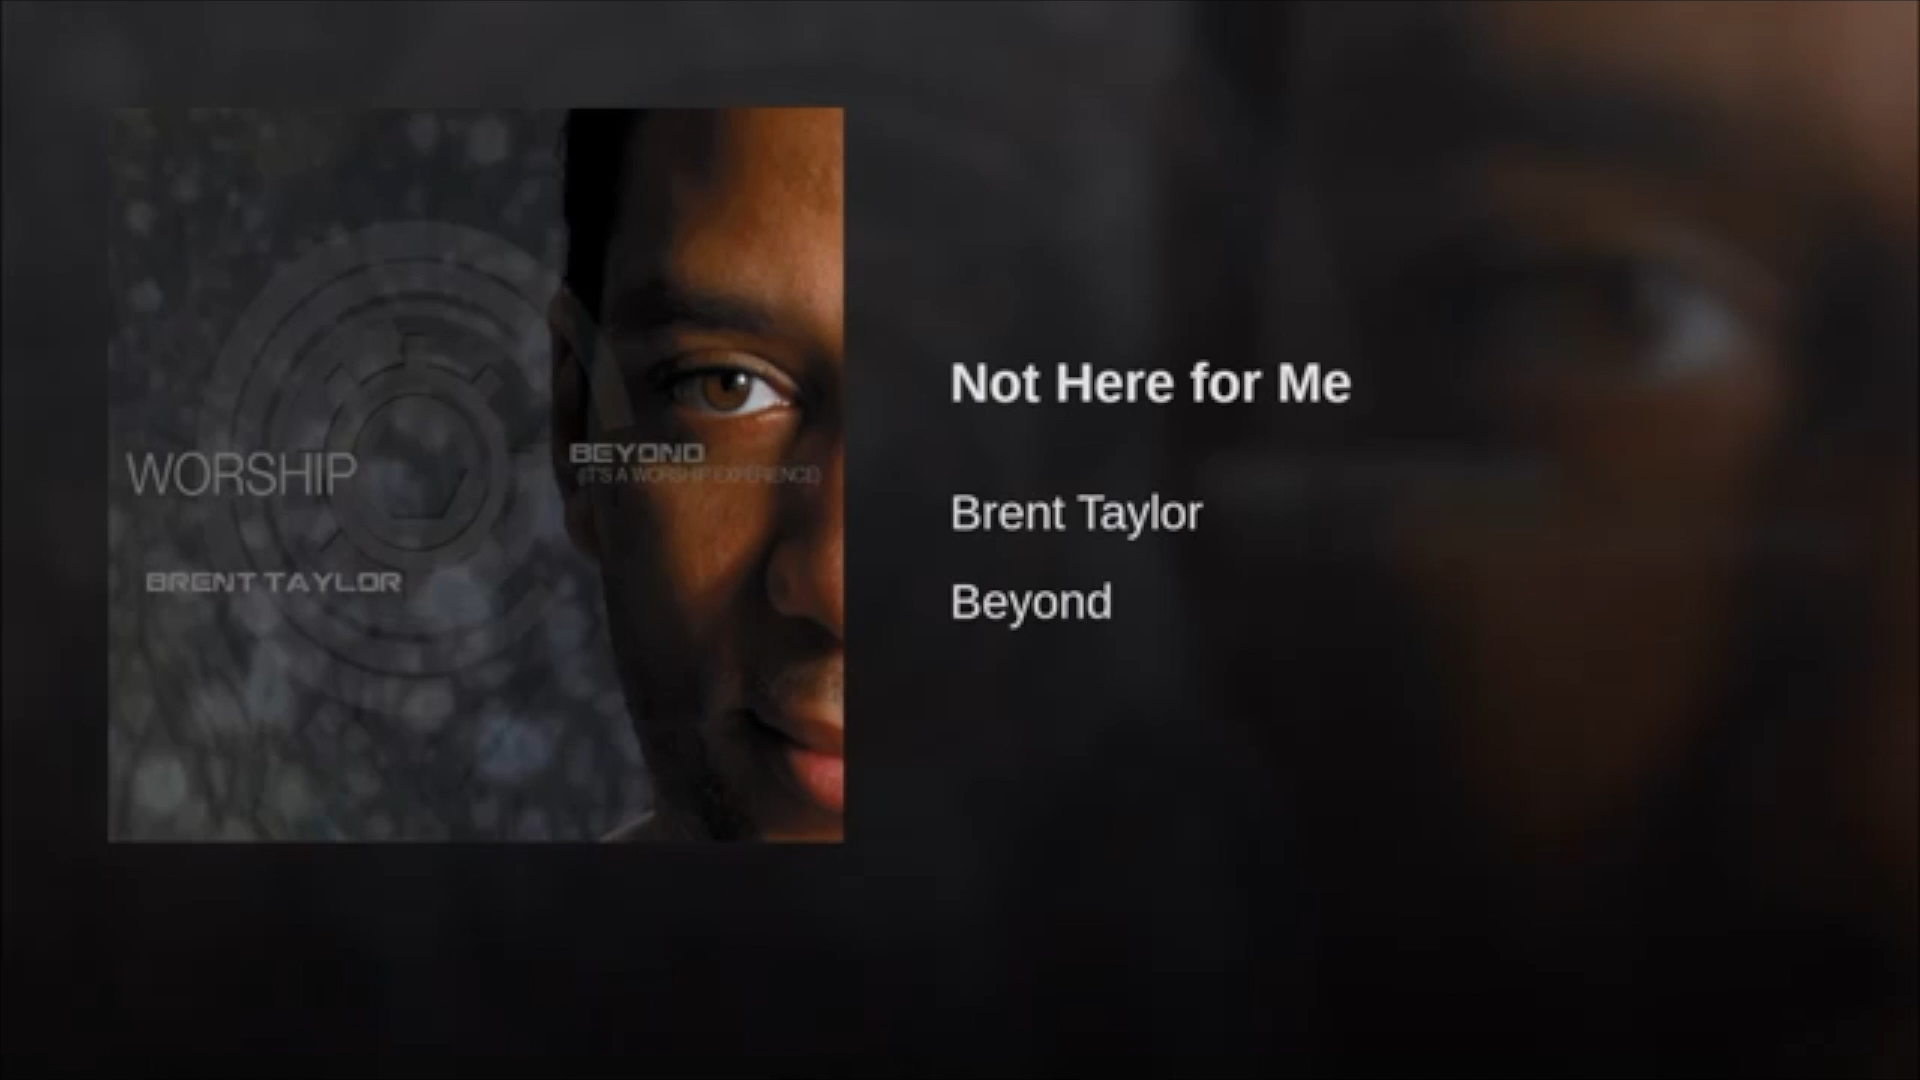 WORSHIP
BEYOND
(IT'S A WORSHIP EXPERIENCE)
BRENT TAYLOR
Not Here for Me
Brent Taylor
Beyond